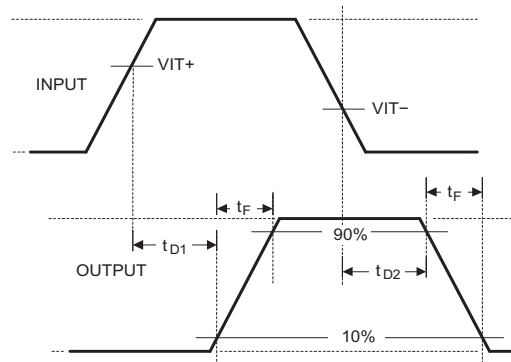 VIT+
INPUT
VIT−
tF
tF
90%
tD1
OUTPUT
tD2
10%